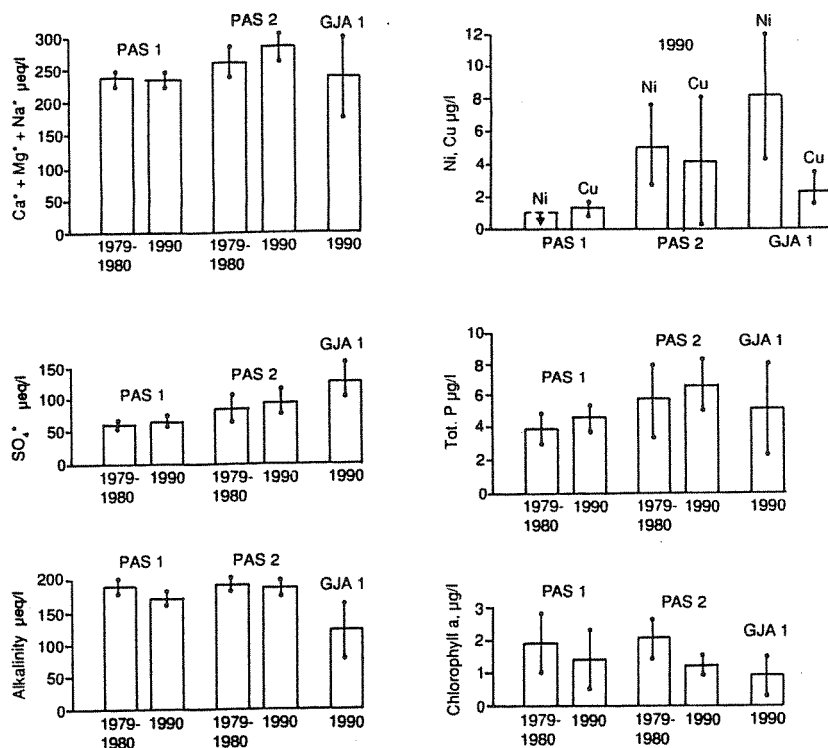 PAS 1
PAS 2
GJA 1
300
250
200
150
100
50
0
Ca* + Mg* + Na* µeq/l
1979-
1980
1990
1979-
1980
1990
1990
1990
12
10
8
6
4
2
0
Ni, Cu µg/l
Ni
Cu
Ni
Cu
Ni
Cu
PAS 1
PAS 2
GJA 1
150
100
50
0
SO4* µeq/l
PAS 1
PAS 2
GJA 1
1979-
1980
1990
1979-
1980
1990
1990
10
8
6
4
2
0
Tot. P µg/l
PAS 1
PAS 2
GJA 1
1979-
1980
1990
1979-
1980
1990
1990
200
150
100
50
0
Alkalinity µeq/l
PAS 1
PAS 2
GJA 1
1979-
1980
1990
1979-
1980
1990
1990
3
2
1
0
Chlorophyll a, µg/l
PAS 1
PAS 2
GJA 1
1979-
1980
1990
1979-
1980
1990
1990